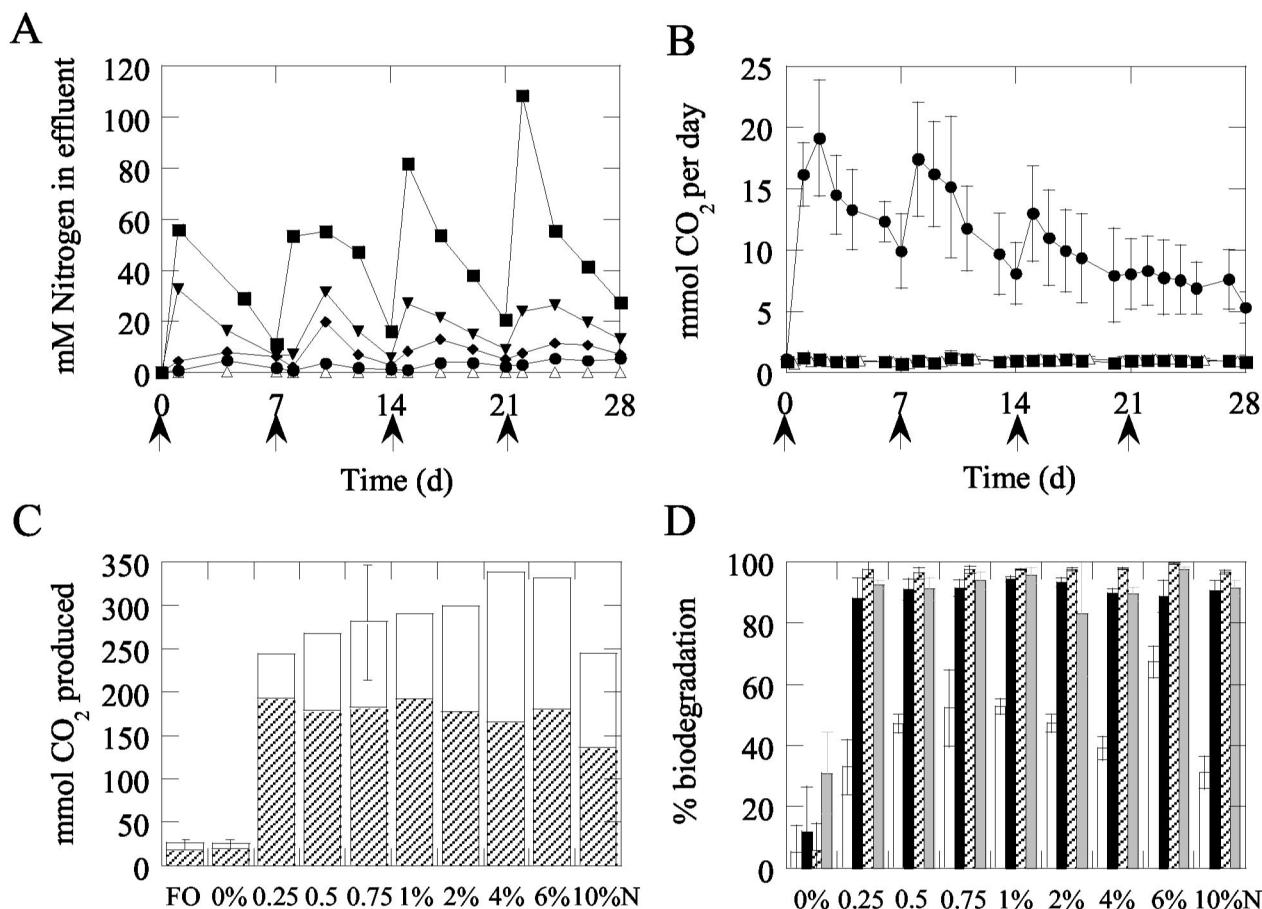 A
mM Nitrogen in effluent
120
100
80
60
40
20
0
0 7 14 21 28
Time (d)
B
mmol CO2 per day
25
20
15
10
5
0
0 7 14 21 28
Time (d)
C
mmol CO2 produced
350
300
250
200
150
100
50
0
FO 0% 0.25 0.5 0.75 1% 2% 4% 6% 10%N
D
% biodegradation
100
80
60
40
20
0
0% 0.25 0.5 0.75 1% 2% 4% 6% 10%N